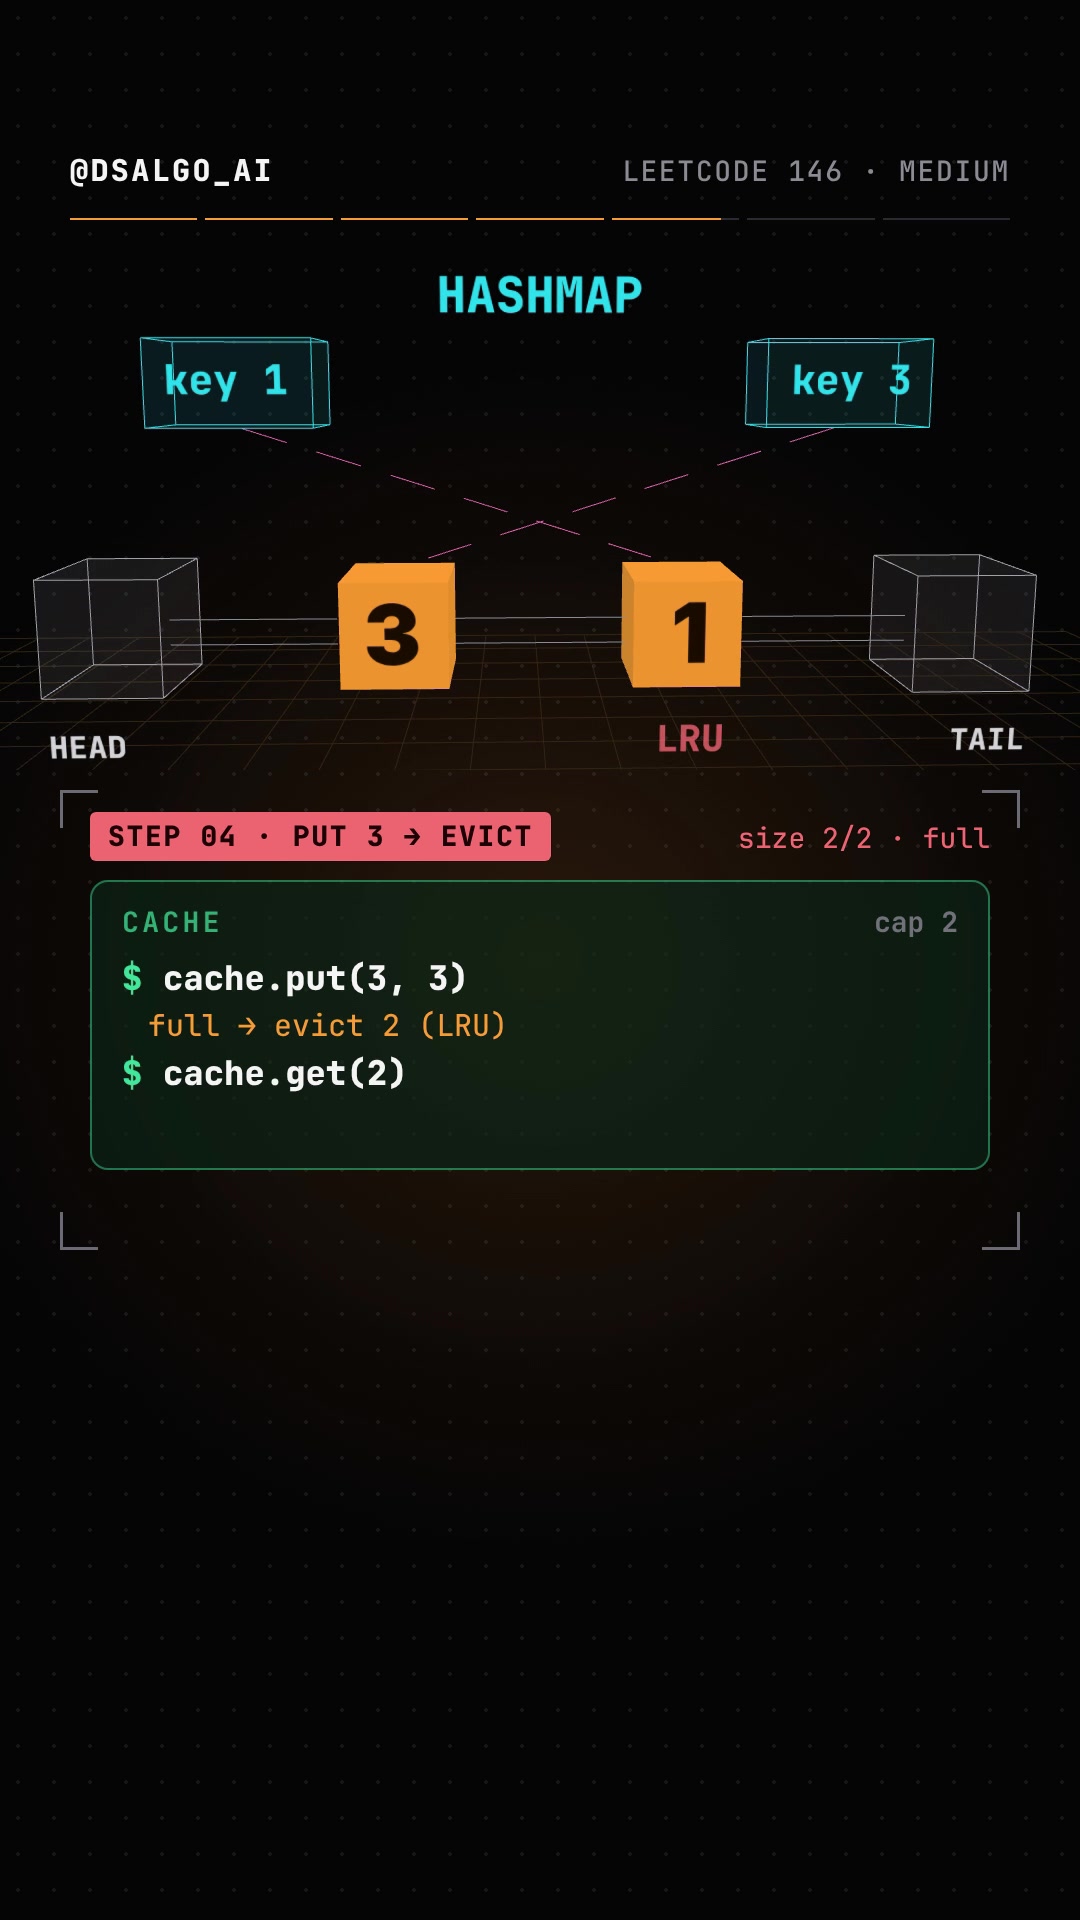 @DSALGO_AI
LEETCODE 146 · MEDIUM
HASHMAP
key 1
key 3
3
1
HEAD
LRU
TAIL
STEP 04 · PUT 3 → EVICT
size 2/2 · full
CACHE
cap 2
$ cache.put(3, 3)
full → evict 2 (LRU)
$ cache.get(2)